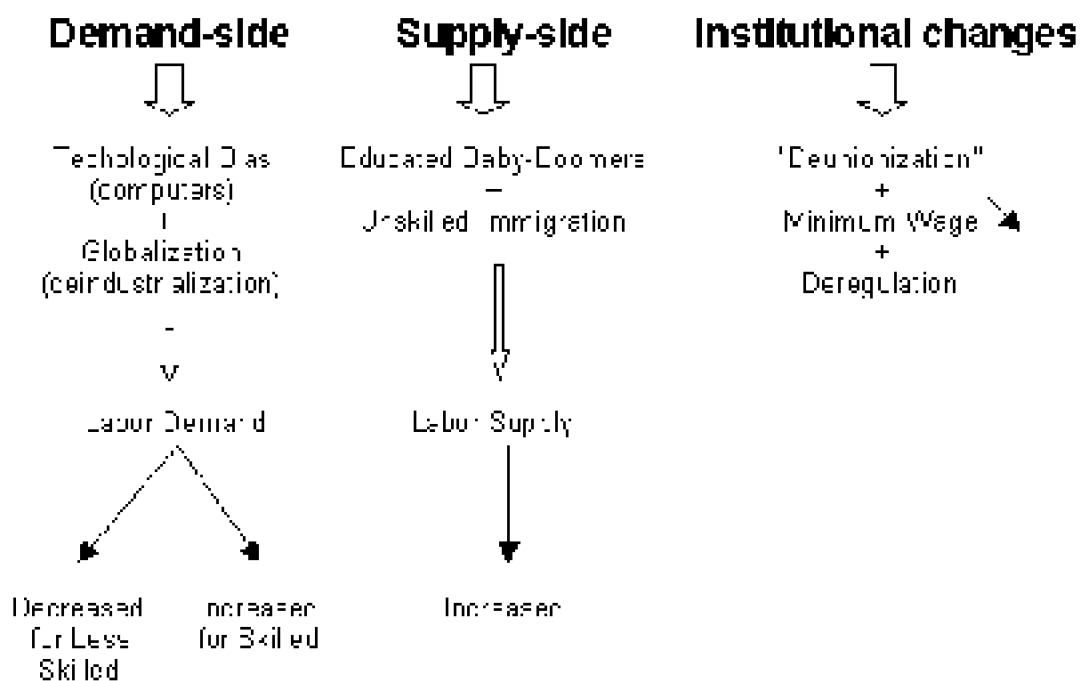 Demand-side
Supply-side
Institutional changes
Techological Bias
(computers)
+
Globalization
(deindustrialization)
Labor Demand
Decreased
for Less
Skilled
Increased
for Skilled
Educated Baby-Boomers
+
Unskilled Immigration
Labor Supply
Increased
"Deunionization"
+
Minimum Wage
+
Deregulation